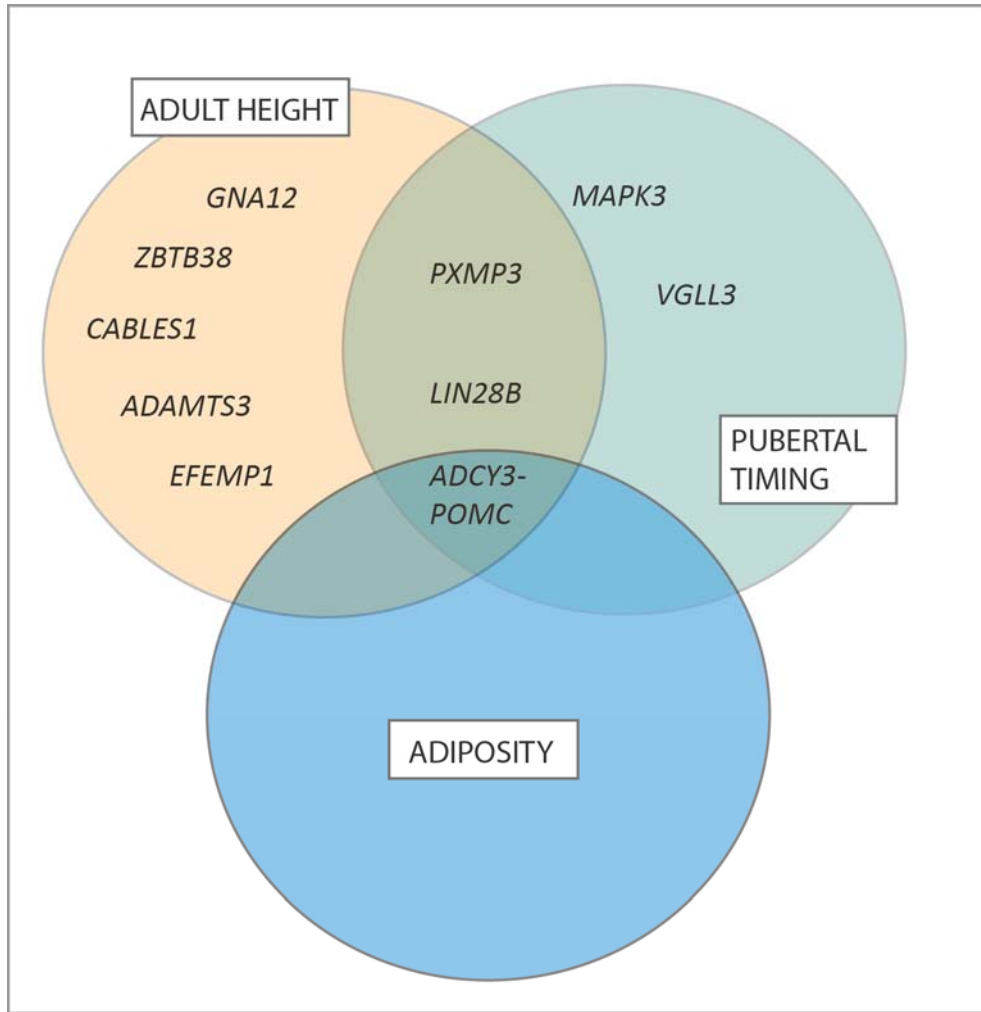 ADULT HEIGHT
GNA12
MAPK3
ZBTB38
PXMP3
VGLL3
CABLES1
LIN28B
ADAMTS3
PUBERTAL
TIMING
EFEMP1
ADCY3-
POMC
ADIPOSITY